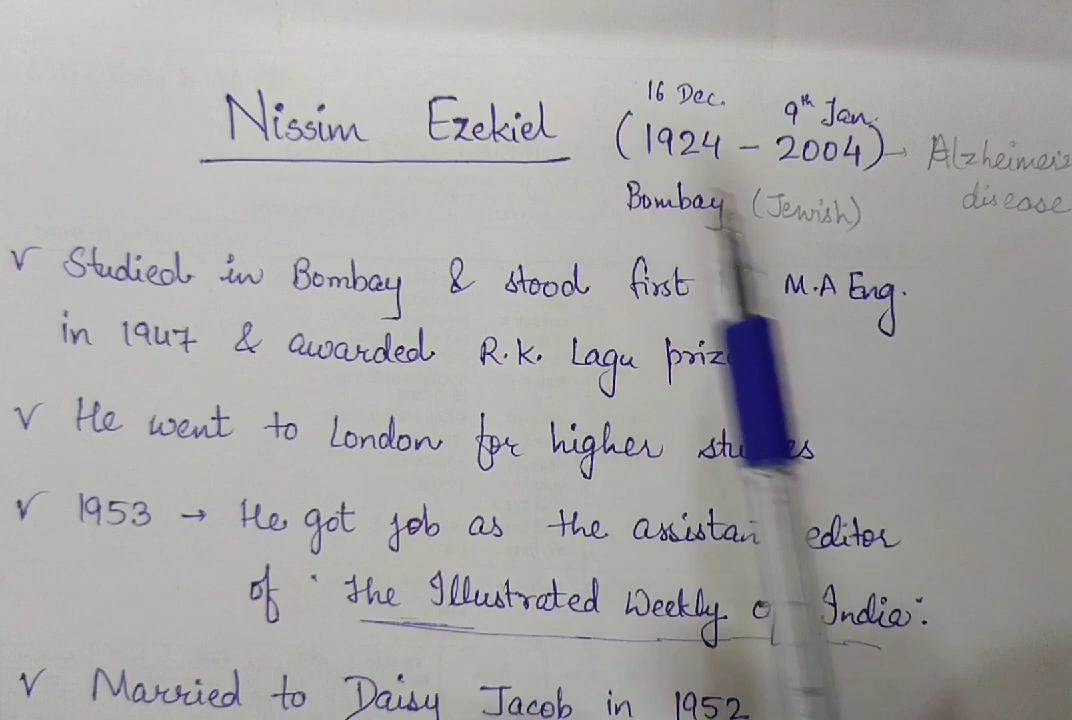 16 Dec. 9th Jan.
Nissim Ezekiel (1924 - 2004) → Alzheimer's
Bombay (Jewish) disease
√ Studied in Bombay & stood first M.A Eng.
in 1947 & awarded R.K. Lagu
√ He went to London for higher
√ 1953 → He got job as the editor
of "The Illustrated Weekly India".
√ Married to Daisy Jacob in 1952